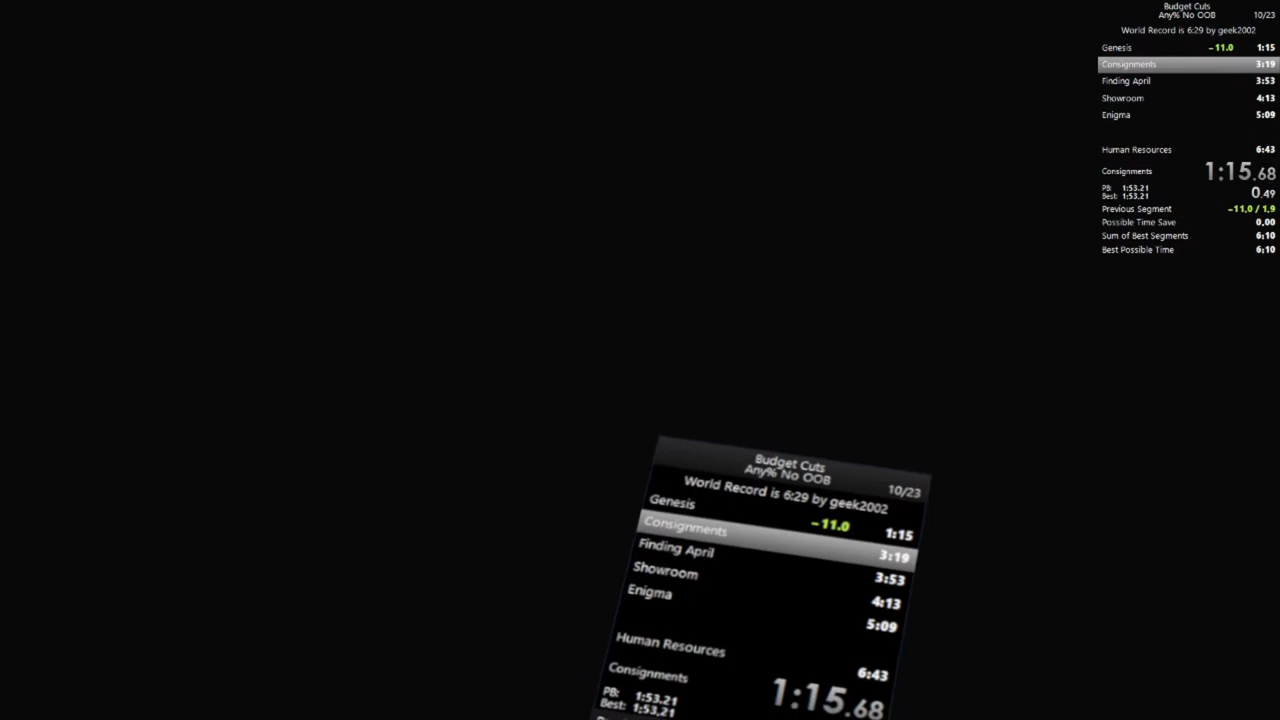 Budget Cuts
Any% No OOB 10/23
World Record is 6:29 by geek2002
Genesis -11.0 1:15
Consignments 3:19
Finding April 3:53
Showroom 4:13
Enigma 5:09
Human Resources 6:43
Consignments 1:15.68
PB: 1:53.21 0.49
Best: 1:53.21
Previous Segment -11.0 / 1.9
Possible Time Save 0.00
Sum of Best Segments 6:10
Best Possible Time 6:10
Budget Cuts
Any% No OOB 10/23
World Record is 6:29 by geek2002
Genesis -11.0 1:15
Consignments 3:19
Finding April 3:53
Showroom 4:13
Enigma 5:09
Human Resources 6:43
Consignments 1:15.68
PB: 1:53.21
Best: 1:53.21